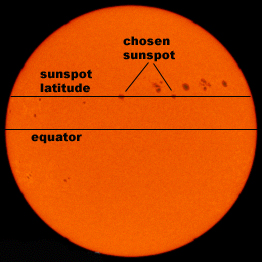 chosen
sunspot
sunspot
latitude
equator